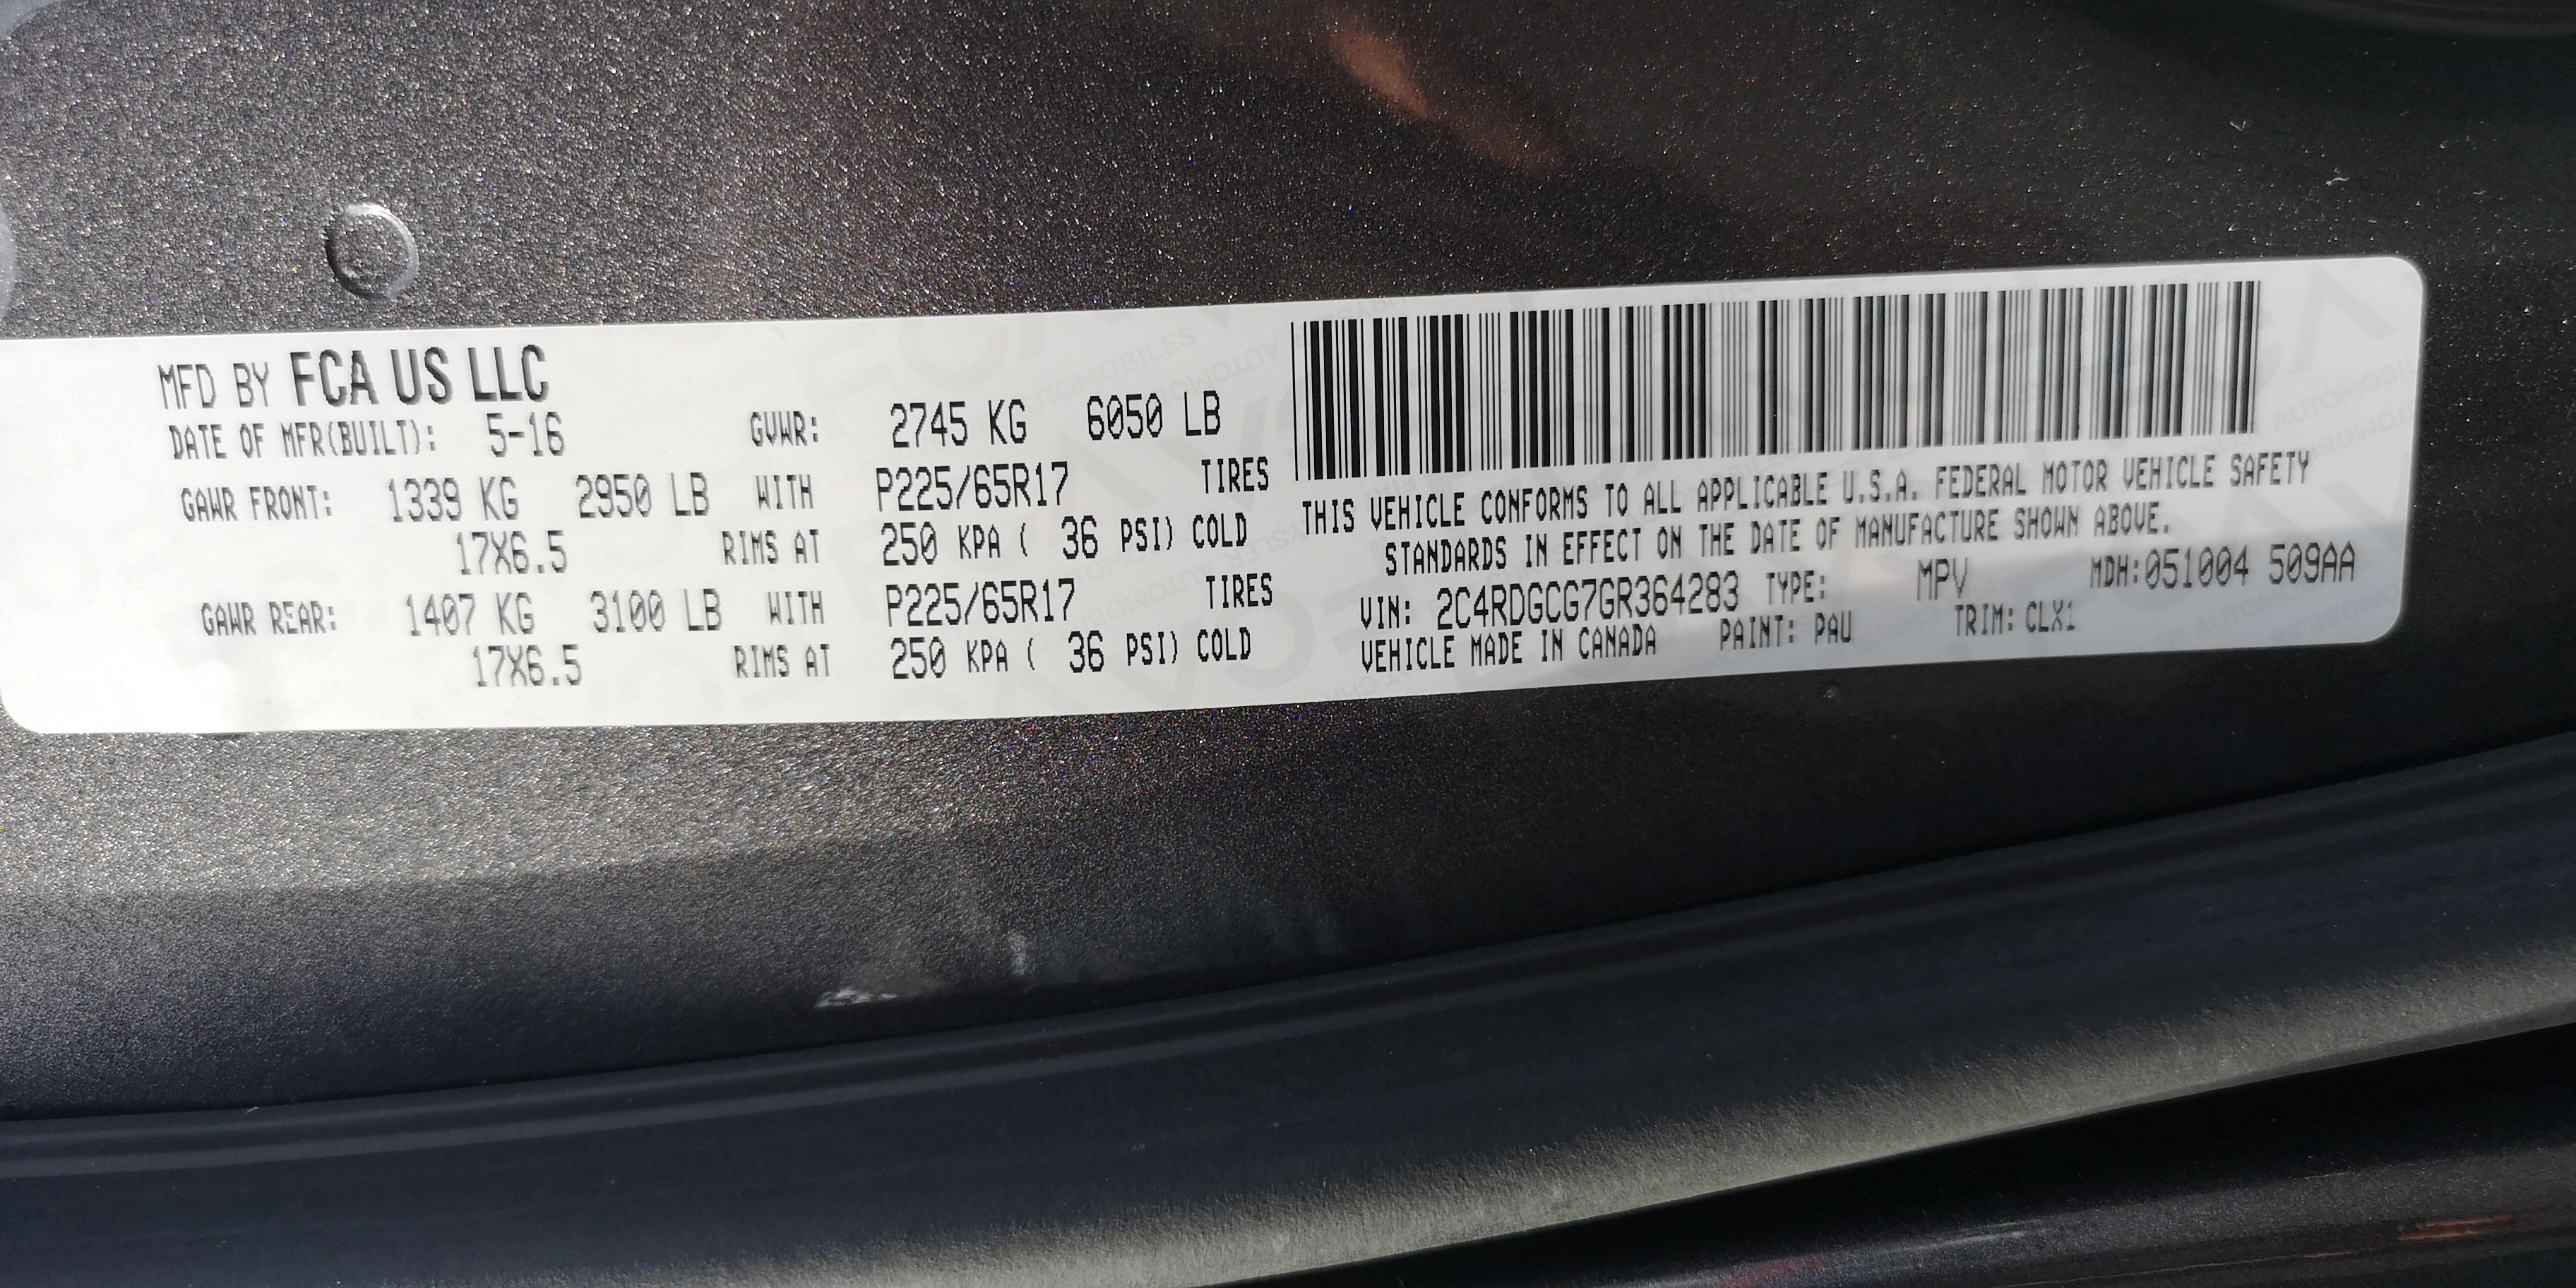 MFD BY FCA US LLC
DATE OF MFR(BUILT): 5-16 GVWR: 2745 KG 6050 LB
GAWR FRONT: 1339 KG 2950 LB WITH P225/65R17 TIRES
17X6.5 RIMS AT 250 KPA ( 36 PSI) COLD
GAWR REAR: 1407 KG 3100 LB WITH P225/65R17 TIRES
17X6.5 RIMS AT 250 KPA ( 36 PSI) COLD
THIS VEHICLE CONFORMS TO ALL APPLICABLE U.S.A. FEDERAL MOTOR VEHICLE SAFETY
STANDARDS IN EFFECT ON THE DATE OF MANUFACTURE SHOWN ABOVE.
VIN: 2C4RDGCG7GR364283 TYPE: MPV MDH:051004 509AA
VEHICLE MADE IN CANADA PAINT: PAU TRIM: CLX1